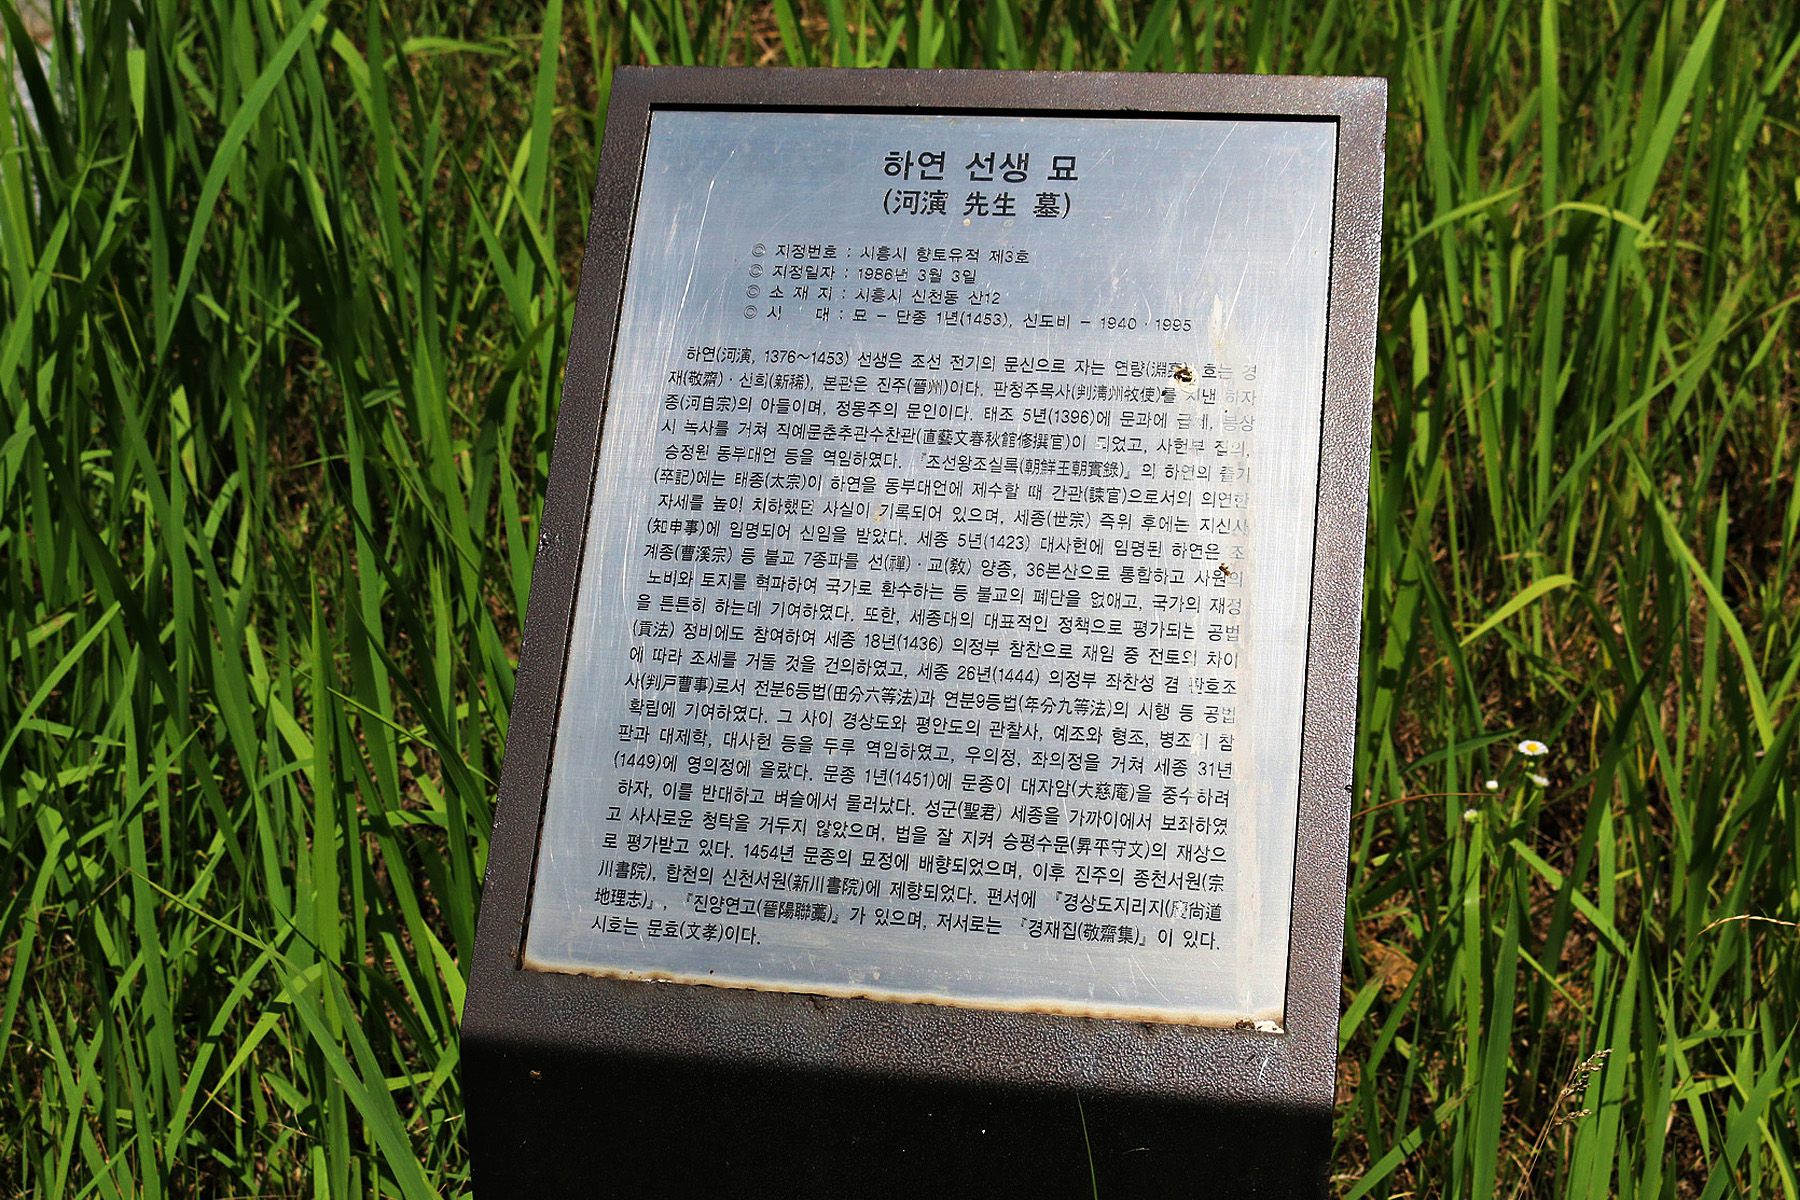 하연 선생 묘
(河演 先生 墓)
◎ 지정번호 : 시흥시 향토유적 제3호
◎ 지정일자 : 1986년 3월 3일
◎ 소 재 지 : 시흥시 신천동 산12
◎ 시 대 : 묘 - 단종 1년(1453), 신도비 - 1940 · 1995
하연(河演, 1376~1453) 선생은 조선 전기의 문신으로 자는 연량(淵亮) 호는 경
재(敬齋) · 신희(新稀), 본관은 진주(晉州)이다. 판청주목사(判淸州牧使)를 지낸 하자
종(河自宗)의 아들이며, 정몽주의 문인이다. 태조 5년(1396)에 문과에 급제, 봉상
시 녹사를 거쳐 직예문춘추관수찬관(直藝文春秋館修撰官)이 되었고, 사헌부 집의,
승정원 동부대언 등을 역임하였다. 『조선왕조실록(朝鮮王朝實錄)』의 하연의 졸기
(卒記)에는 태종(太宗)이 하연을 동부대언에 제수할 때 간관(諫官)으로서의 의연한
자세를 높이 치하했던 사실이 기록되어 있으며, 세종(世宗) 즉위 후에는 지신사
(知申事)에 임명되어 신임을 받았다. 세종 5년(1423) 대사헌에 임명된 하연은 조
계종(曹溪宗) 등 불교 7종파를 선(禪) · 교(敎) 양종, 36본산으로 통합하고 사원의
노비와 토지를 혁파하여 국가로 환수하는 등 불교의 폐단을 없애고, 국가의 재정
을 튼튼히 하는데 기여하였다. 또한, 세종대의 대표적인 정책으로 평가되는 공법
(貢法) 정비에도 참여하여 세종 18년(1436) 의정부 참찬으로 재임 중 전토의 차이
에 따라 조세를 거둘 것을 건의하였고, 세종 26년(1444) 의정부 좌찬성 겸 판호조
사(判戶曹事)로서 전분6등법(田分六等法)과 연분9등법(年分九等法)의 시행 등 공법
확립에 기여하였다. 그 사이 경상도와 평안도의 관찰사, 예조와 형조, 병조의 참
판과 대제학, 대사헌 등을 두루 역임하였고, 우의정, 좌의정을 거쳐 세종 31년
(1449)에 영의정에 올랐다. 문종 1년(1451)에 문종이 대자암(大慈庵)을 중수하려
하자, 이를 반대하고 벼슬에서 물러났다. 성군(聖君) 세종을 가까이에서 보좌하였
고 사사로운 청탁을 거두지 않았으며, 법을 잘 지켜 승평수문(昇平守文)의 재상으
로 평가받고 있다. 1454년 문종의 묘정에 배향되었으며, 이후 진주의 종천서원(宗
川書院), 합천의 신천서원(新川書院)에 제향되었다. 편서에 『경상도지리지(慶尙道
地理志)』, 『진양연고(晉陽聯藁)』가 있으며, 저서로는 『경재집(敬齋集)』이 있다.
시호는 문효(文孝)이다.